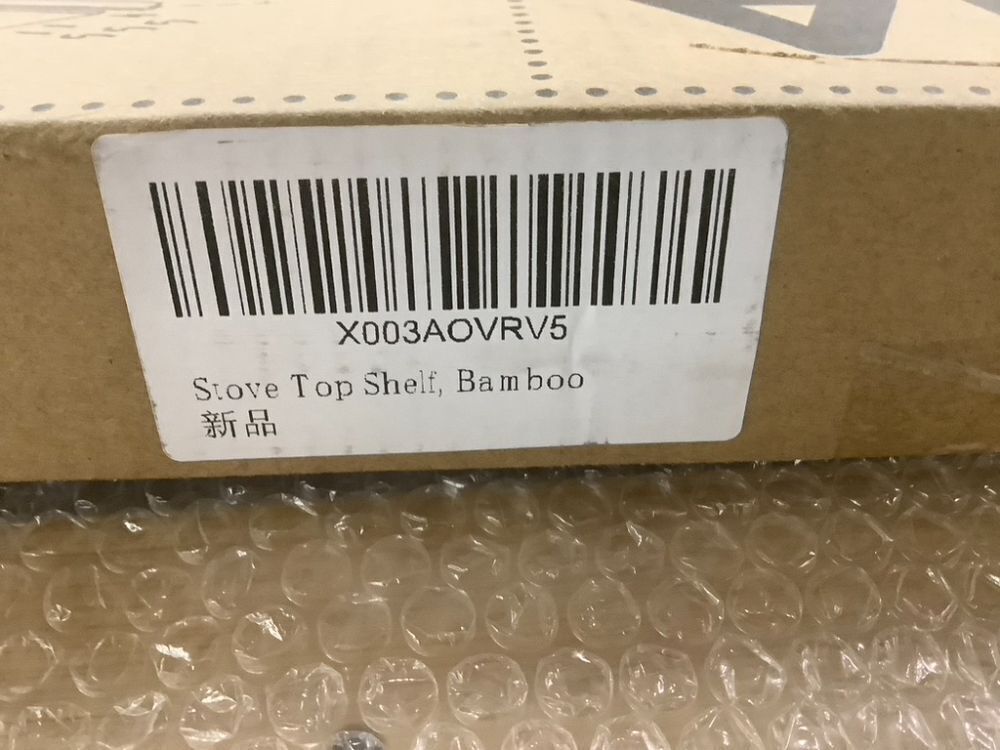 X003AOVRV5
Stove Top Shelf, Bamboo
新品